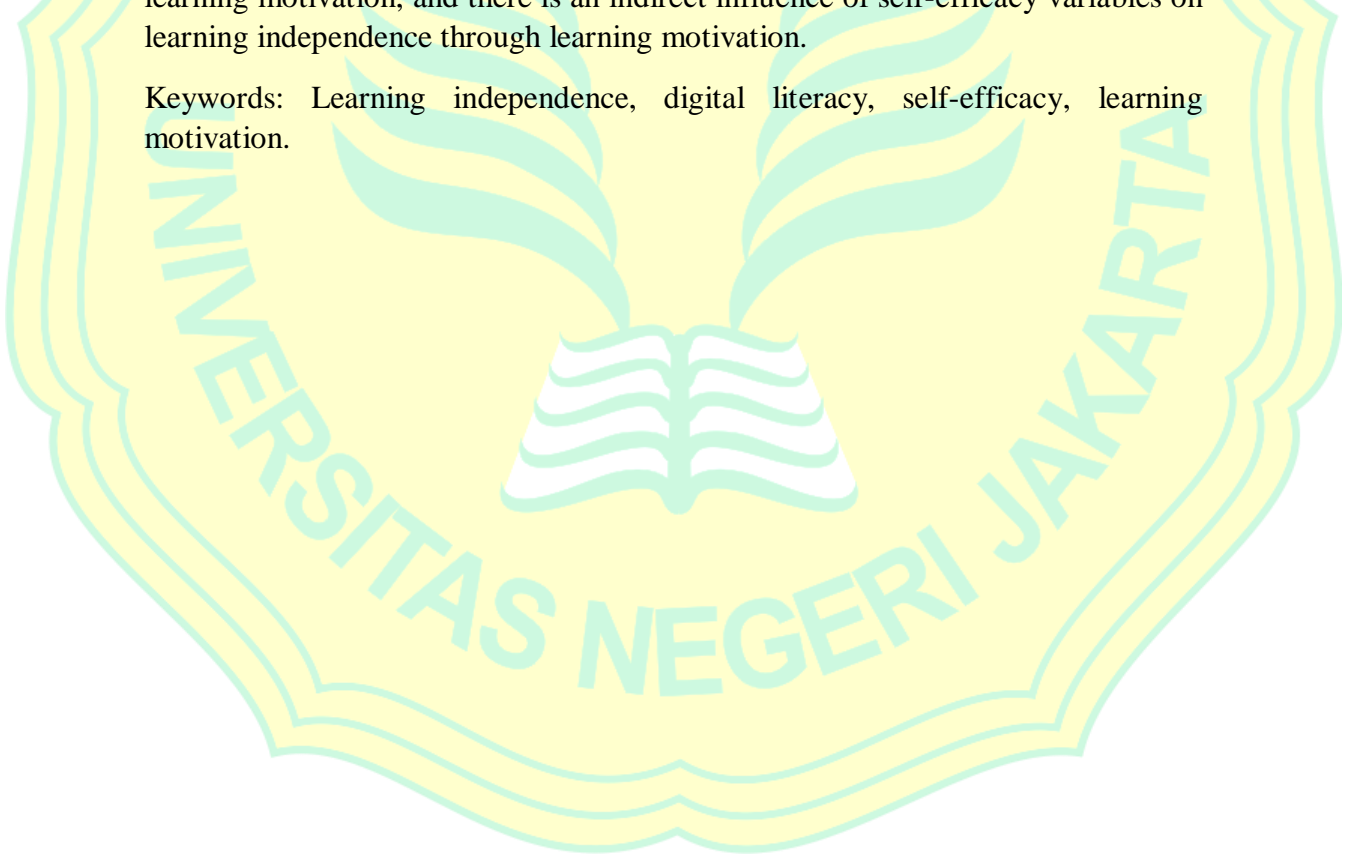 learning motivation, and there is an indirect influence of self-efficacy variables on
learning independence through learning motivation.
Keywords: Learning independence, digital literacy, self-efficacy, learning
motivation.
UNIVERSITAS NEGERI JAKARTA